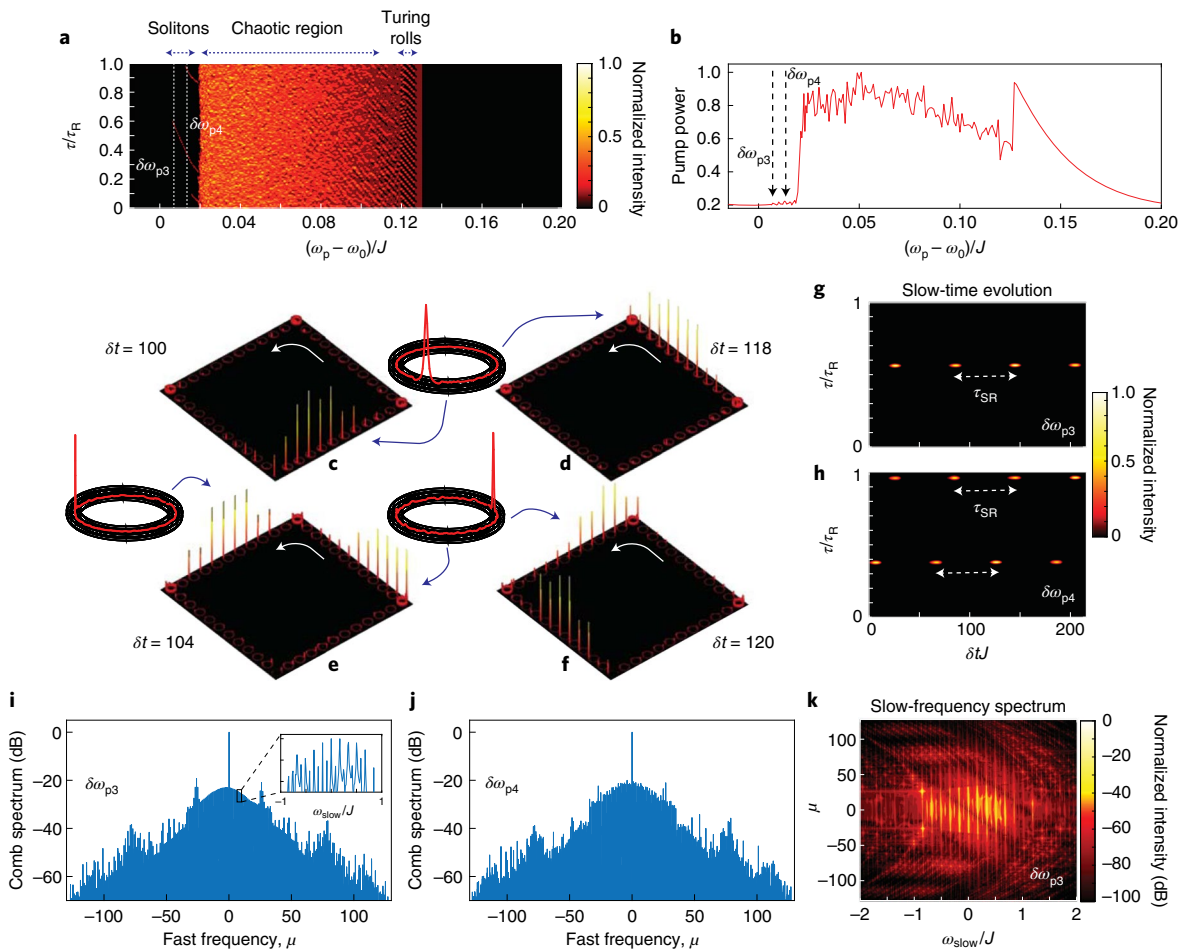 a
Solitons
Chaotic region
Turing rolls
1.0
0.8
0.6
0.4
0.2
0
τ/τR
δωp3
δωp4
0
0.04
0.08
0.12
0.16
0.20
(ωp − ω0)/J
1.0
0.5
0
Normalized intensity
b
1.0
0.8
0.6
0.4
0.2
Pump power
δωp3
δωp4
0
0.05
0.10
0.15
0.20
(ωp − ω0)/J
δt = 100
c
δt = 118
d
δt = 104
e
δt = 120
f
g
Slow-time evolution
1
0
τ/τR
τSR
δωp3
h
1
0
τ/τR
τSR
δωp4
0
100
200
δtJ
1.0
0.5
0
Normalized intensity
i
0
−20
−40
−60
Comb spectrum (dB)
δωp3
−1
1
ωslow/J
−100
−50
0
50
100
Fast frequency, μ
j
0
−20
−40
−60
Comb spectrum (dB)
δωp4
−100
−50
0
50
100
Fast frequency, μ
k
Slow-frequency spectrum
100
50
0
−50
−100
μ
δωp3
−2
−1
0
1
2
ωslow/J
0
−20
−40
−60
−80
−100
Normalized intensity (dB)